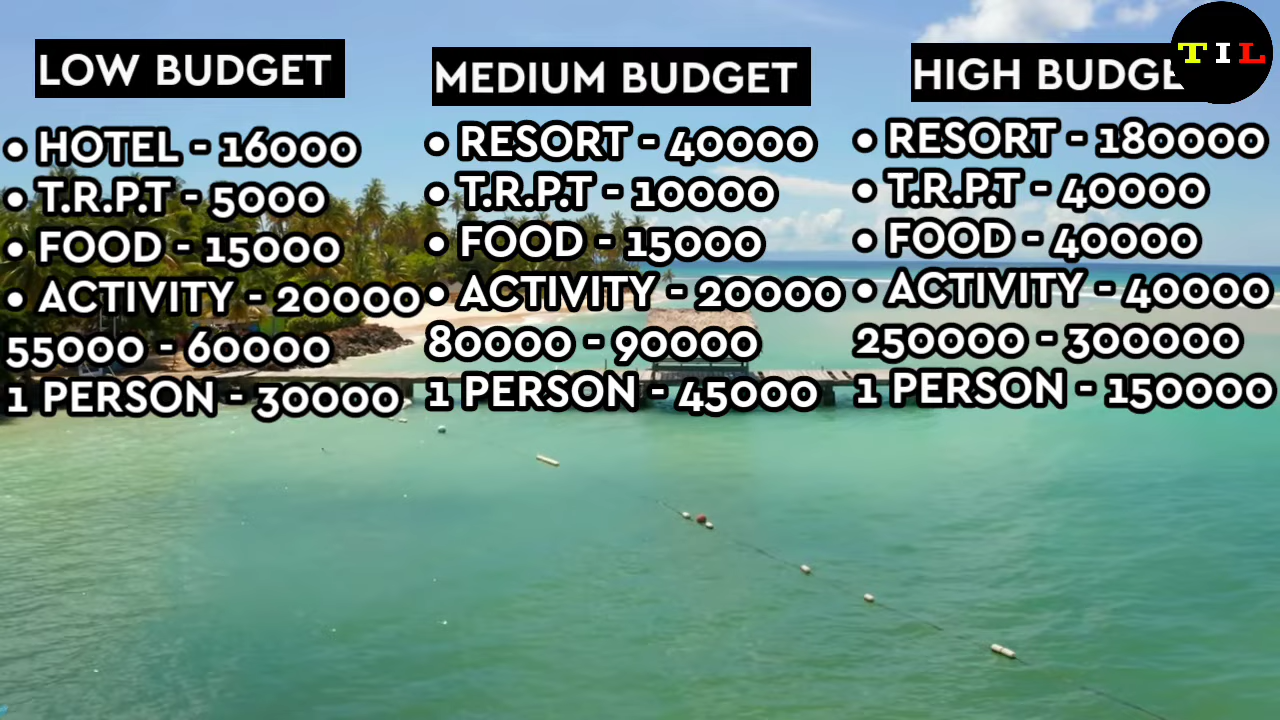 LOW BUDGET
• HOTEL - 16000
• T.R.P.T - 5000
• FOOD - 15000
• ACTIVITY - 20000
55000 - 60000
1 PERSON - 30000
MEDIUM BUDGET
• RESORT - 40000
• T.R.P.T - 10000
• FOOD - 15000
• ACTIVITY - 20000
80000 - 90000
1 PERSON - 45000
HIGH BUDGE
• RESORT - 180000
• T.R.P.T - 40000
• FOOD - 40000
• ACTIVITY - 40000
250000 - 300000
1 PERSON - 150000
TIL